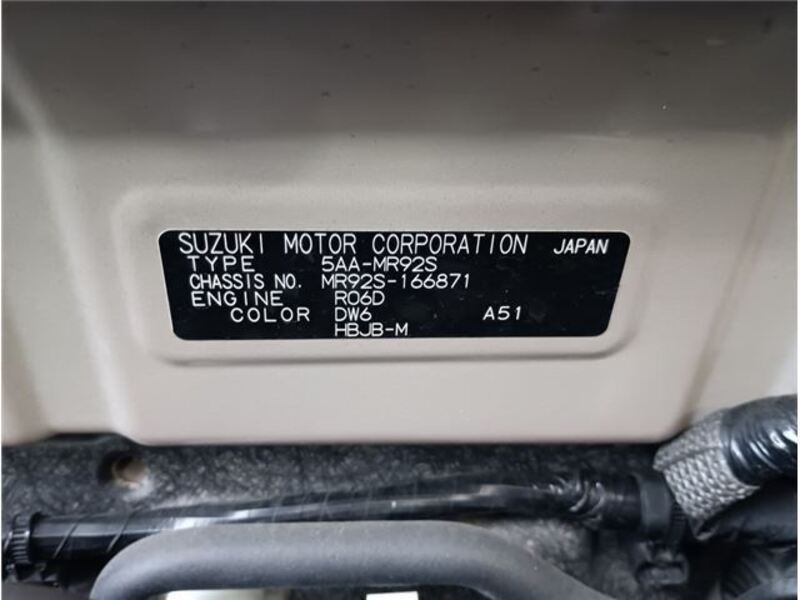 SUZUKI MOTOR CORPORATION JAPAN
TYPE 5AA-MR92S
CHASSIS NO. MR92S-166871
ENGINE R06D
COLOR DW6 A51
HBJB-M